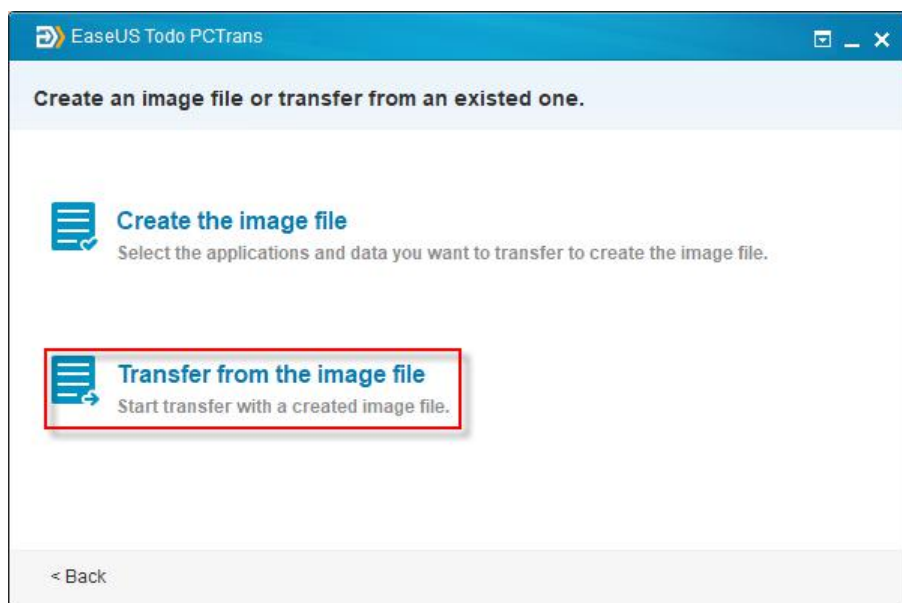 EaseUS Todo PCTrans
Create an image file or transfer from an existed one.
Create the image file
Select the applications and data you want to transfer to create the image file.
Transfer from the image file
Start transfer with a created image file.
< Back